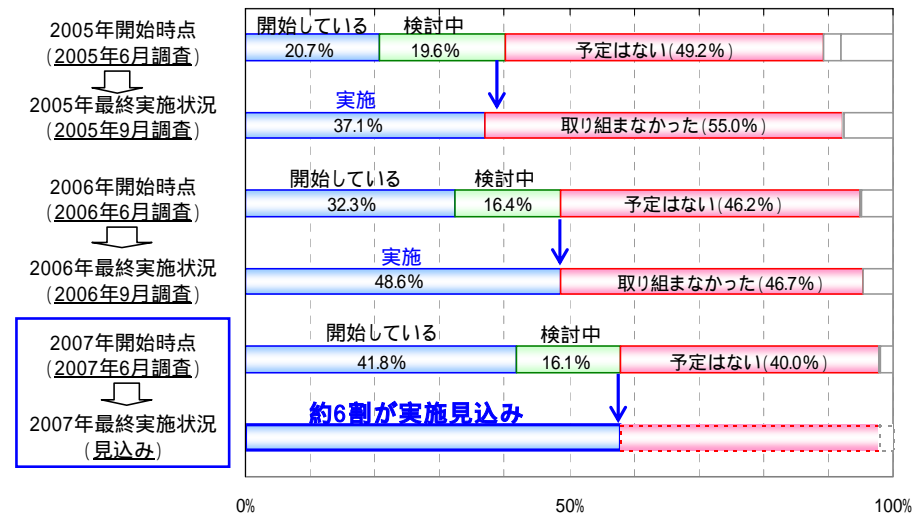 2005年開始時点
(2005年6月調査)
開始している 検討中
20.7% 19.6% 予定はない(49.2%)
2005年最終実施状況
(2005年9月調査)
実施
37.1% 取り組まなかった(55.0%)
2006年開始時点
(2006年6月調査)
開始している 検討中
32.3% 16.4% 予定はない(46.2%)
2006年最終実施状況
(2006年9月調査)
実施
48.6% 取り組まなかった(46.7%)
2007年開始時点
(2007年6月調査)
開始している 検討中
41.8% 16.1% 予定はない(40.0%)
2007年最終実施状況
(見込み)
約6割が実施見込み
0% 50% 100%